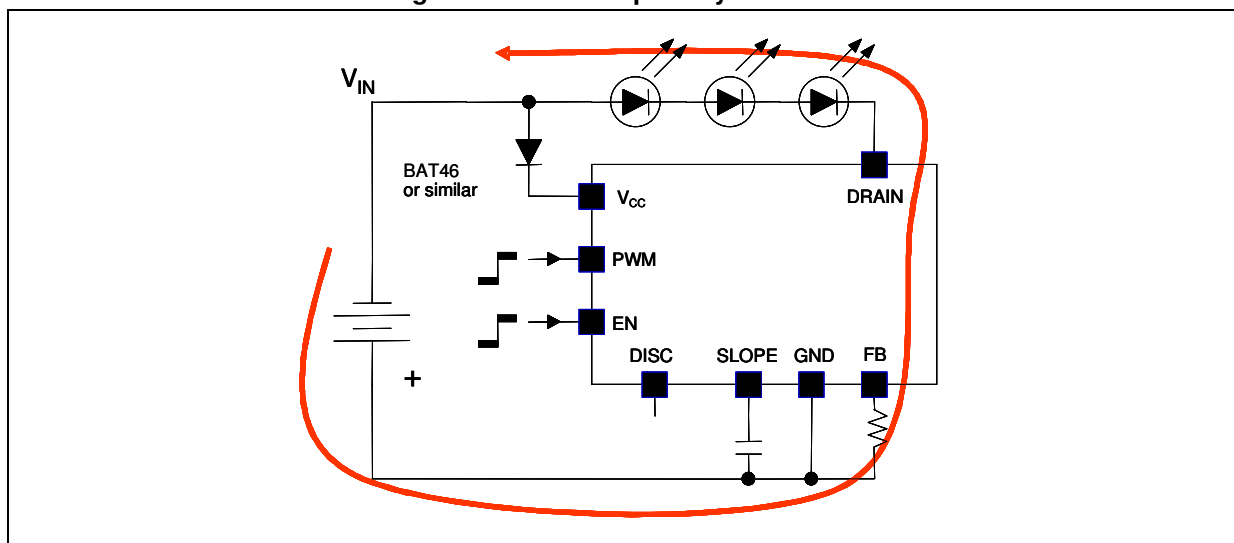 VIN
BAT46
or similar
VCC
DRAIN
PWM
EN
DISC SLOPE GND FB
+